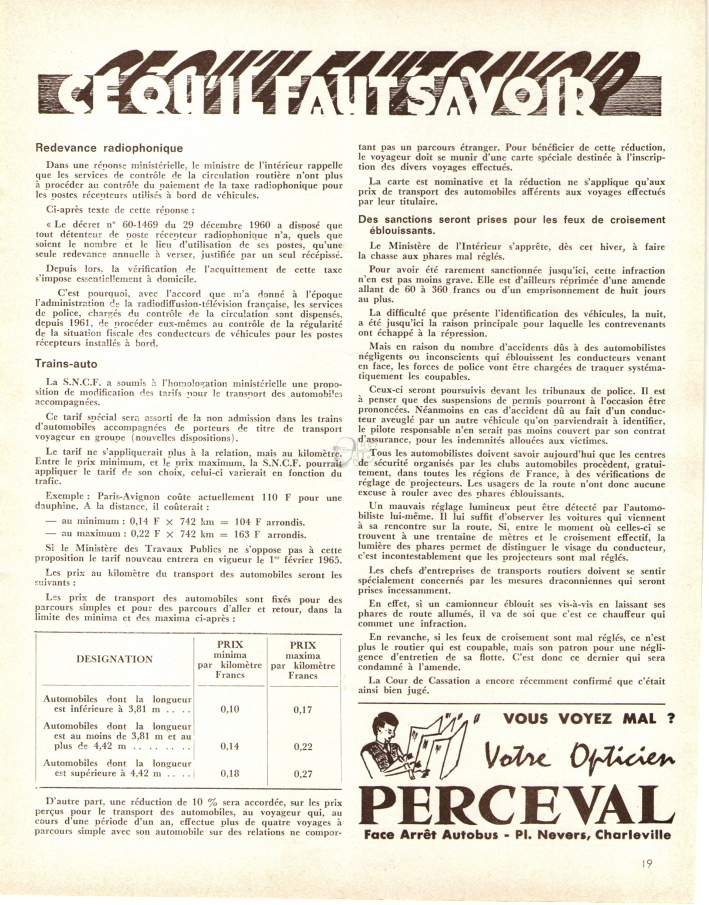 CE QU'IL FAUT SAVOIR
Redevance radiophonique
Dans une réponse ministérielle, le ministre de l'intérieur rappelle
que les services de contrôle de la circulation routière n'ont plus
à procéder au contrôle du paiement de la taxe radiophonique pour
les postes récepteurs utilisés à bord de véhicules.
Ci-après texte de cette réponse :
« Le décret n° 60-1469 du 29 décembre 1960 a disposé que
tout détenteur de poste récepteur radiophonique n'a, quels que
soient le nombre et le lieu d'utilisation de ses postes, qu'une
seule redevance annuelle à verser, justifiée par un seul récépissé.
Depuis lors, la vérification de l'acquittement de cette taxe
s'impose essentiellement à domicile.
C'est pourquoi, avec l'accord que m'a donné à l'époque
l'administration de la radiodiffusion-télévision française, les services
de police, chargés du contrôle de la circulation sont dispensés,
depuis 1961, de procéder eux-mêmes au contrôle de la régularité
de la situation fiscale des conducteurs de véhicules pour les postes
récepteurs installés à bord.
Trains-auto
La S.N.C.F. a soumis à l'homologation ministérielle une propo-
sition de modification des tarifs pour le transport des automobiles
accompagnées.
Ce tarif spécial sera assorti de la non admission dans les trains
d'automobiles accompagnées de porteurs de titre de transport
voyageur en groupe (nouvelles dispositions).
Le tarif ne s'appliquerait plus à la relation, mais au kilomètre.
Entre le prix minimum, et le prix maximum, la S.N.C.F. pourrait
appliquer le tarif de son choix, celui-ci varierait en fonction du
trafic.
Exemple : Paris-Avignon coûte actuellement 110 F pour une
dauphine. A la distance, il coûterait :
— au minimum : 0,14 F × 742 km = 104 F arrondis.
— au maximum : 0,22 F × 742 km = 163 F arrondis.
Si le Ministère des Travaux Publics ne s'oppose pas à cette
proposition le tarif nouveau entrera en vigueur le 1er février 1965.
Les prix au kilomètre du transport des automobiles seront les
suivants :
Les prix de transport des automobiles sont fixés pour des
parcours simples et pour des parcours d'aller et retour, dans la
limite des minima et des maxima ci-après :
DESIGNATION
PRIX
minima
par kilomètre
Francs
PRIX
maxima
par kilomètre
Francs
Automobiles dont la longueur
est inférieure à 3,81 m . . . . 0,10 0,17
Automobiles dont la longueur
est au moins de 3,81 m et au
plus de 4,42 m . . . . . . . . 0,14 0,22
Automobiles dont la longueur
est supérieure à 4,42 m . . . . 0,18 0,27
D'autre part, une réduction de 10 % sera accordée, sur les prix
perçus pour le transport des automobiles, au voyageur qui, au
cours d'une période d'un an, effectue plus de quatre voyages à
parcours simple avec son automobile sur des relations ne compor-
tant pas un parcours étranger. Pour bénéficier de cette réduction,
le voyageur doit se munir d'une carte spéciale destinée à l'inscrip-
tion des divers voyages effectués.
La carte est nominative et la réduction ne s'applique qu'aux
prix de transport des automobiles afférents aux voyages effectués
par leur titulaire.
Des sanctions seront prises pour les feux de croisement
éblouissants.
Le Ministère de l'Intérieur s'apprête, dès cet hiver, à faire
la chasse aux phares mal réglés.
Pour avoir été rarement sanctionnée jusqu'ici, cette infraction
n'en est pas moins grave. Elle est d'ailleurs réprimée d'une amende
allant de 60 à 360 francs ou d'un emprisonnement de huit jours
au plus.
La difficulté que présente l'identification des véhicules, la nuit,
a été jusqu'ici la raison principale pour laquelle les contrevenants
ont échappé à la répression.
Mais en raison du nombre d'accidents dûs à des automobilistes
négligents ou inconscients qui éblouissent les conducteurs venant
en face, les forces de police vont être chargées de traquer systéma-
tiquement les coupables.
Ceux-ci seront poursuivis devant les tribunaux de police. Il est
à penser que des suspensions de permis pourront à l'occasion être
prononcées. Néanmoins en cas d'accident dû au fait d'un conduc-
teur aveuglé par un autre véhicule qu'on parviendrait à identifier,
le pilote responsable n'en serait pas moins couvert par son contrat
d'assurance, pour les indemnités allouées aux victimes.
Tous les automobilistes doivent savoir aujourd'hui que les centres
de sécurité organisés par les clubs automobiles procèdent, gratui-
tement, dans toutes les régions de France, à des vérifications de
réglage de projecteurs. Les usagers de la route n'ont donc aucune
excuse à rouler avec des phares éblouissants.
Un mauvais réglage lumineux peut être détecté par l'automo-
biliste lui-même. Il lui suffit d'observer les voitures qui viennent
à sa rencontre sur la route. Si, entre le moment où celles-ci se
trouvent à une trentaine de mètres et le croisement effectif, la
lumière des phares permet de distinguer le visage du conducteur,
c'est incontestablement que les projecteurs sont mal réglés.
Les chefs d'entreprises de transports routiers doivent se sentir
spécialement concernés par les mesures draconniennes qui seront
prises incessamment.
En effet, si un camionneur éblouit ses vis-à-vis en laissant ses
phares de route allumés, il va de soi que c'est ce chauffeur qui
commet une infraction.
En revanche, si les feux de croisement sont mal réglés, ce n'est
plus le routier qui est coupable, mais son patron pour une négli-
gence d'entretien de sa flotte. C'est donc ce dernier qui sera
condamné à l'amende.
La Cour de Cassation a encore récemment confirmé que c'était
ainsi bien jugé.
VOUS VOYEZ MAL ?
Votre Opticien
PERCEVAL
Face Arrêt Autobus - Pl. Nevers, Charleville
19